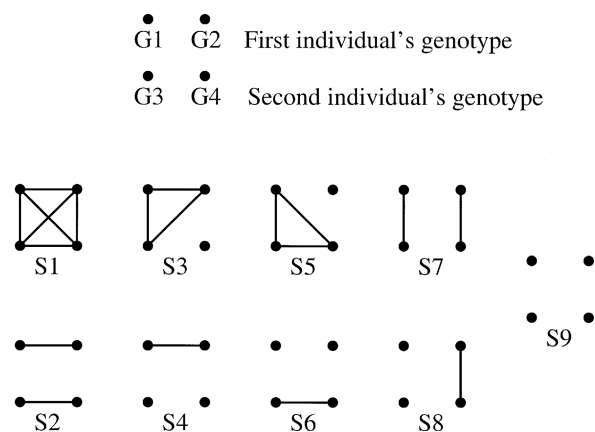 G1 G2 First individual's genotype
G3 G4 Second individual's genotype
S1 S3 S5 S7
S9
S2 S4 S6 S8